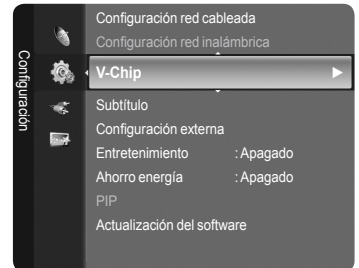 Configuración
Configuración red cableada
Configuración red inalámbrica
V-Chip
Subtítulo
Configuración externa
Entretenimiento : Apagado
Ahorro energía : Apagado
PIP
Actualización del software